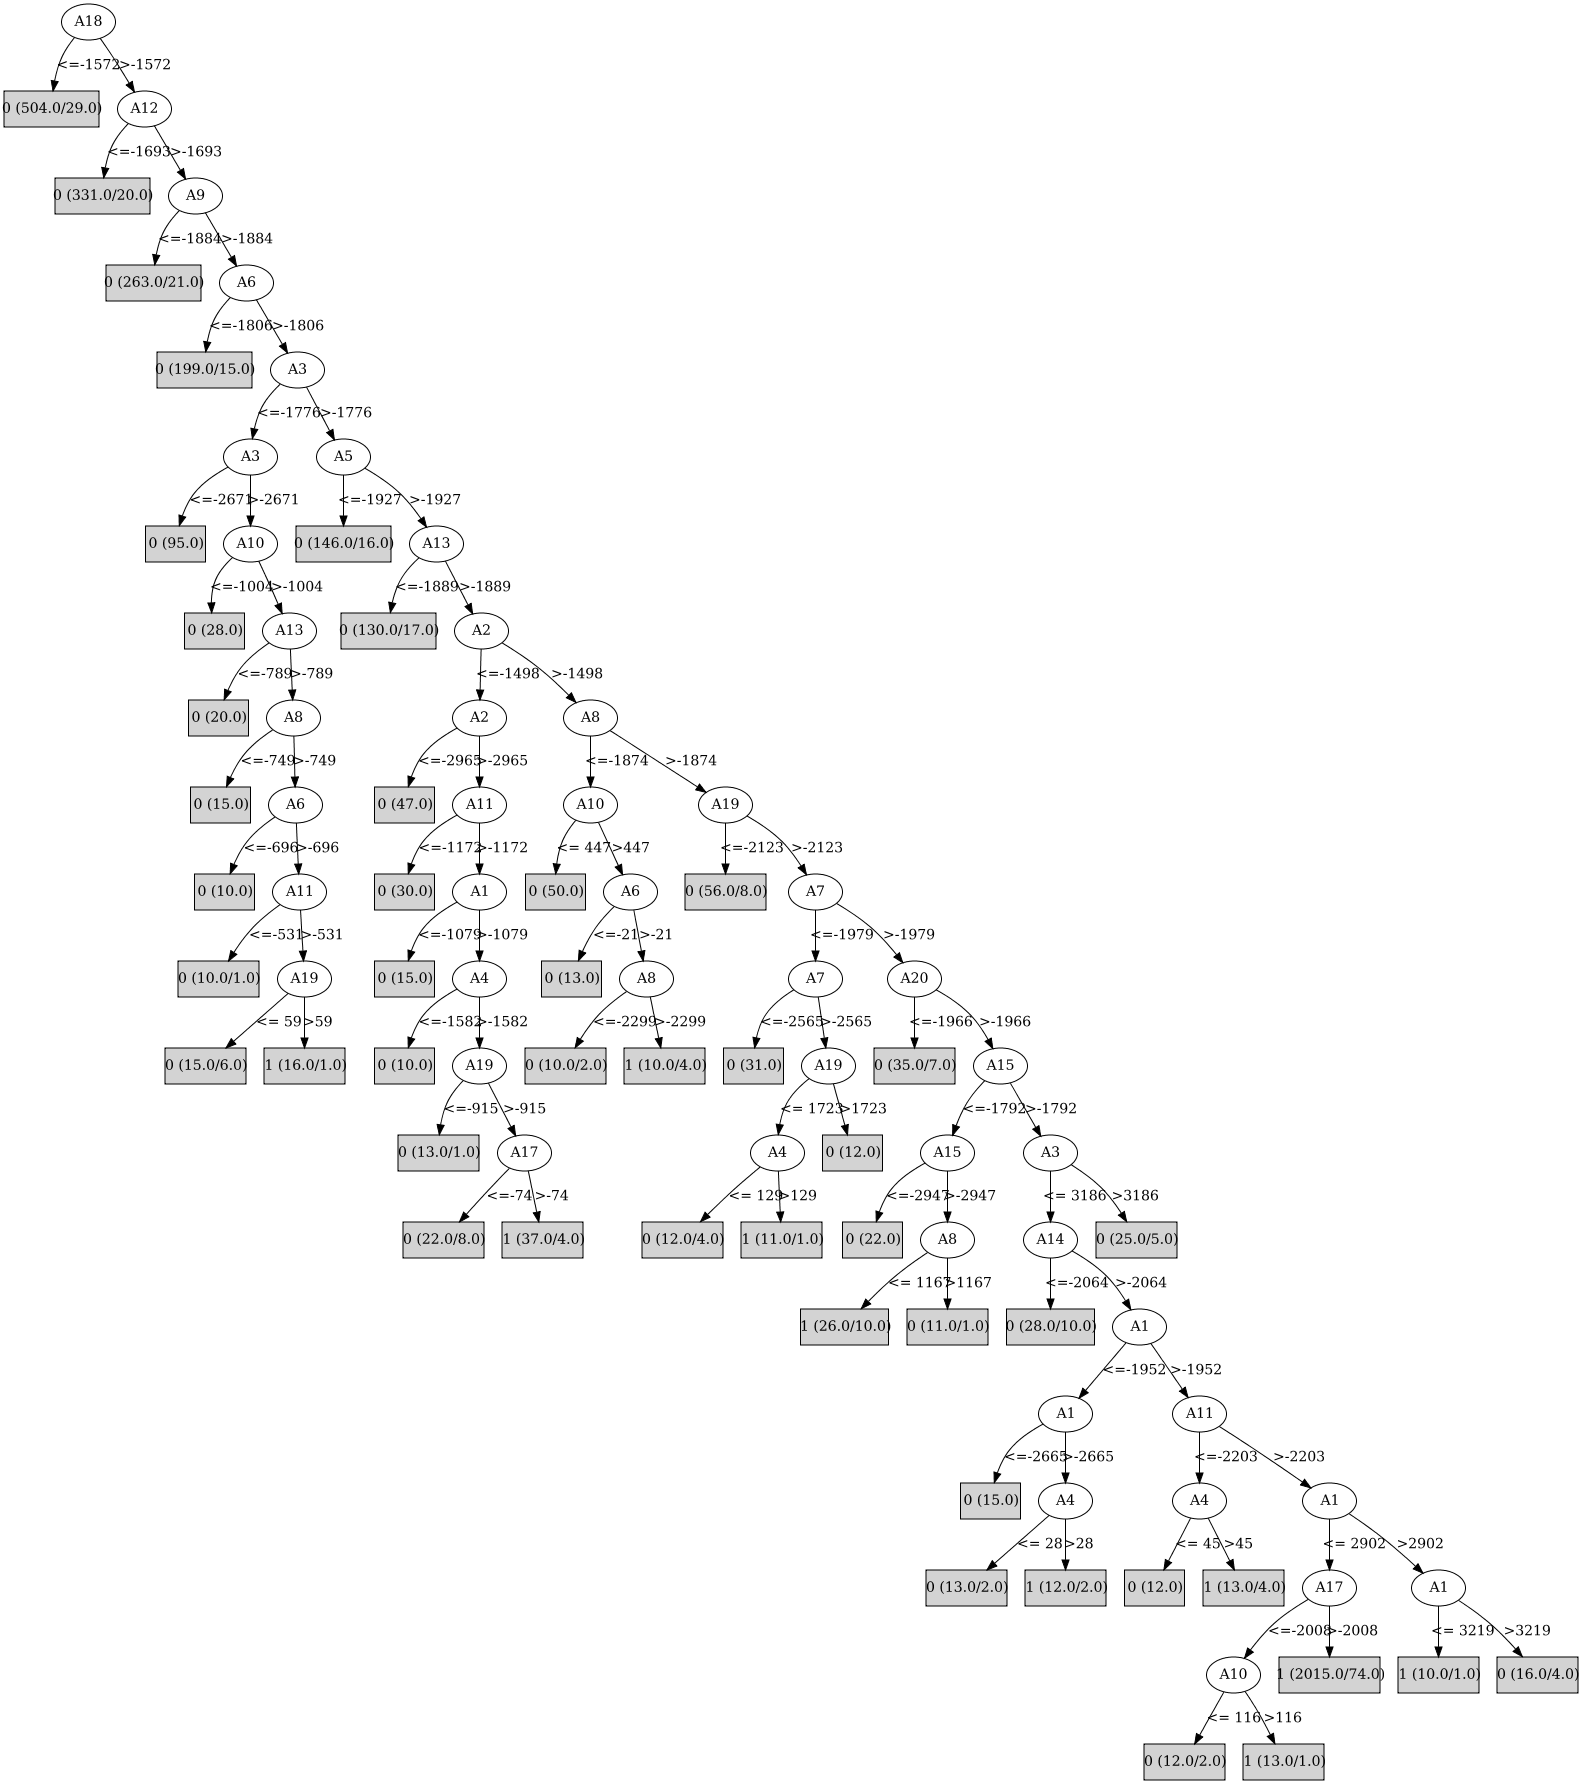 A18
<=-1572 >-1572
0 (504.0/29.0) A12
<=-1693 >-1693
0 (331.0/20.0) A9
<=-1884 >-1884
0 (263.0/21.0) A6
<=-1806 >-1806
0 (199.0/15.0) A3
<=-1776 >-1776
A3 A5
<=-2671 >-2671 <=-1927 >-1927
0 (95.0) A10 0 (146.0/16.0) A13
<=-1004 >-1004 <=-1889 >-1889
0 (28.0) A13 0 (130.0/17.0) A2
<=-789 >-789 <=-1498 >-1498
0 (20.0) A8 A2 A8
<=-749 >-749 <=-2965 >-2965 <=-1874 >-1874
0 (15.0) A6 0 (47.0) A11 A10 A19
<=-696 >-696 <=-1172 >-1172 <= 447 >447 <=-2123 >-2123
0 (10.0) A11 0 (30.0) A1 0 (50.0) A6 0 (56.0/8.0) A7
<=-531 >-531 <=-1079 >-1079 <=-21 >-21 <=-1979 >-1979
0 (10.0/1.0) A19 0 (15.0) A4 0 (13.0) A8 A7 A20
<= 59 >59 <=-1582 >-1582 <=-2299 >-2299 <=-2565 >-2565 <=-1966 >-1966
0 (15.0/6.0) 1 (16.0/1.0) 0 (10.0) A19 0 (10.0/2.0) 1 (10.0/4.0) 0 (31.0) A19 0 (35.0/7.0) A15
<=-915 >-915 <= 1723 >1723 <=-1792 >-1792
0 (13.0/1.0) A17 A4 0 (12.0) A15 A3
<=-74 >-74 <= 129 >129 <=-2947 >-2947 <= 3186 >3186
0 (22.0/8.0) 1 (37.0/4.0) 0 (12.0/4.0) 1 (11.0/1.0) 0 (22.0) A8 A14 0 (25.0/5.0)
<= 1167 >1167 <=-2064 >-2064
1 (26.0/10.0) 0 (11.0/1.0) 0 (28.0/10.0) A1
<=-1952 >-1952
A1 A11
<=-2665 >-2665 <=-2203 >-2203
0 (15.0) A4 A4 A1
<= 28 >28 <= 45 >45 <= 2902 >2902
0 (13.0/2.0) 1 (12.0/2.0) 0 (12.0) 1 (13.0/4.0) A17 A1
<=-2008 >-2008 <= 3219 >3219
A10 1 (2015.0/74.0) 1 (10.0/1.0) 0 (16.0/4.0)
<= 116 >116
0 (12.0/2.0) 1 (13.0/1.0)